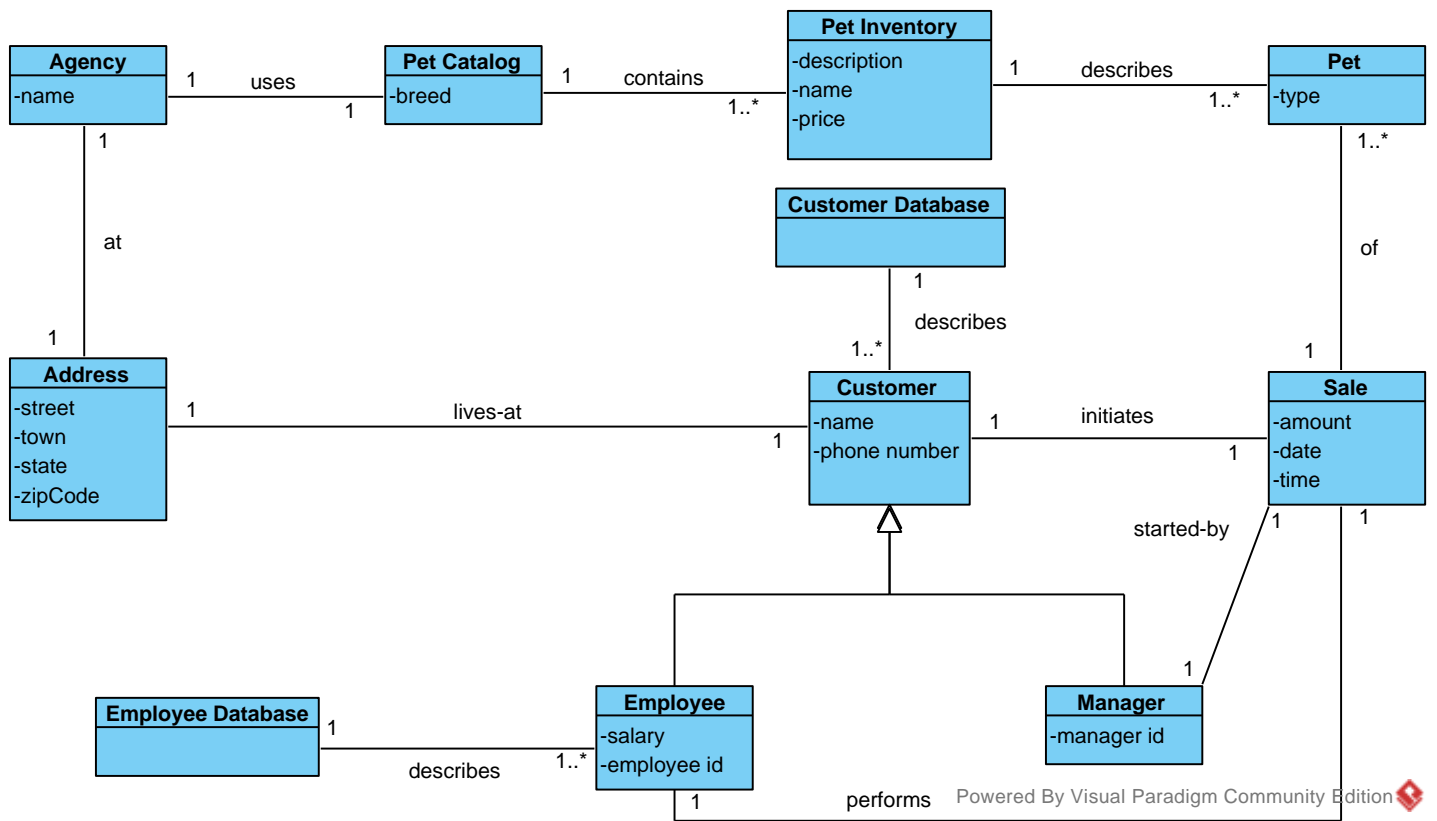 Agency
-name
1
uses
1
Pet Catalog
-breed
1
contains
1..*
Pet Inventory
-description
-name
-price
1
describes
1..*
Pet
-type
1
at
1
1..*
of
1
Customer Database
1
describes
1..*
Address
-street
-town
-state
-zipCode
1
lives-at
1
Customer
-name
-phone number
1
initiates
1
Sale
-amount
-date
-time
1
started-by
1
1
Employee Database
1
describes
1..*
Employee
-salary
-employee id
Manager
-manager id
1
performs
Powered By Visual Paradigm Community Edition